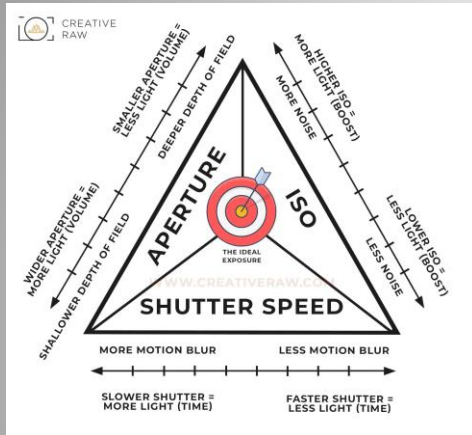 CREATIVE
RAW
SMALLER APERTURE =
LESS LIGHT (VOLUME)
DEEPER DEPTH OF FIELD
HIGHER ISO =
MORE LIGHT (BOOST)
MORE NOISE
WIDER APERTURE =
MORE LIGHT (VOLUME)
SHALLOWER DEPTH OF FIELD
LOWER ISO =
LESS LIGHT(BOOST)
LESS NOISE
APERTURE
ISO
THE IDEAL
EXPOSURE
WWW.CREATIVERAW.COM
SHUTTER SPEED
MORE MOTION BLUR
LESS MOTION BLUR
SLOWER SHUTTER =
MORE LIGHT (TIME)
FASTER SHUTTER =
LESS LIGHT (TIME)